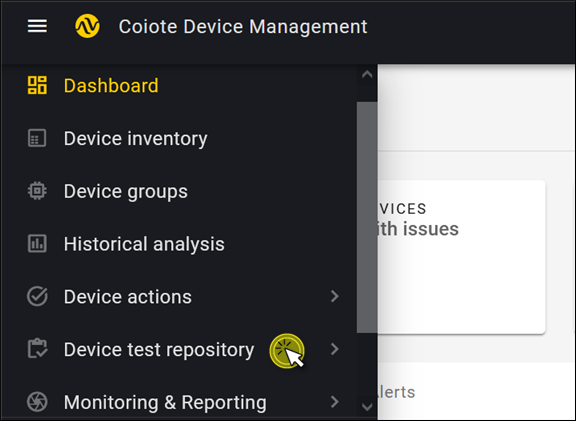 Coiote Device Management
Dashboard
Device inventory
Device groups
Historical analysis
Device actions
Device test repository
Monitoring & Reporting
VICES
ith issues
lerts